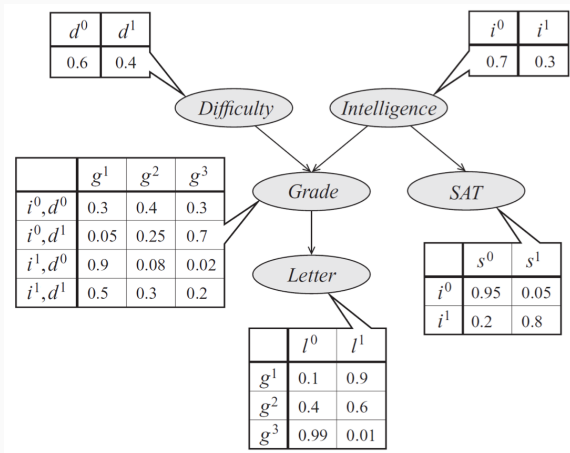 d⁰ d¹
0.6 0.4
i⁰ i¹
0.7 0.3
Difficulty
Intelligence
g¹ g² g³
i⁰,d⁰ 0.3 0.4 0.3
i⁰,d¹ 0.05 0.25 0.7
i¹,d⁰ 0.9 0.08 0.02
i¹,d¹ 0.5 0.3 0.2
Grade
SAT
s⁰ s¹
i⁰ 0.95 0.05
i¹ 0.2 0.8
Letter
l⁰ l¹
g¹ 0.1 0.9
g² 0.4 0.6
g³ 0.99 0.01